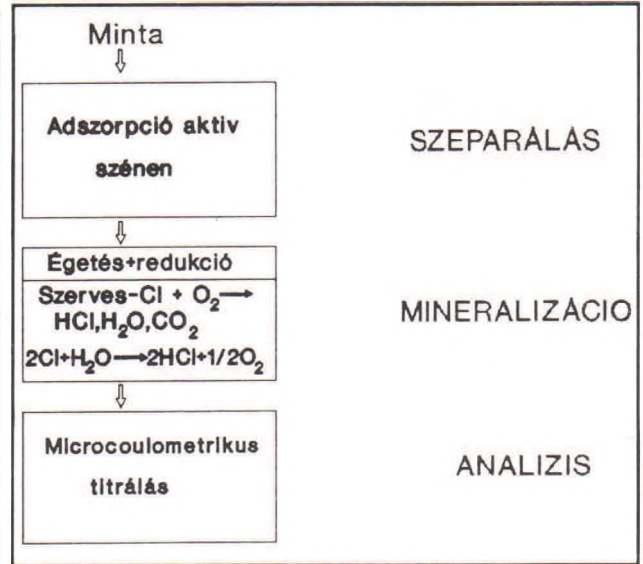 Minta
Adszorpció aktiv
szénen
SZEPARÁLÁS
Égetés+redukció
Szerves-Cl + O₂⟶
HCl,H₂O,CO₂
2Cl+H₂O⟶2HCl+1/2O₂
MINERALIZÁCIO
Microcoulometrikus
titrálás
ANALIZIS